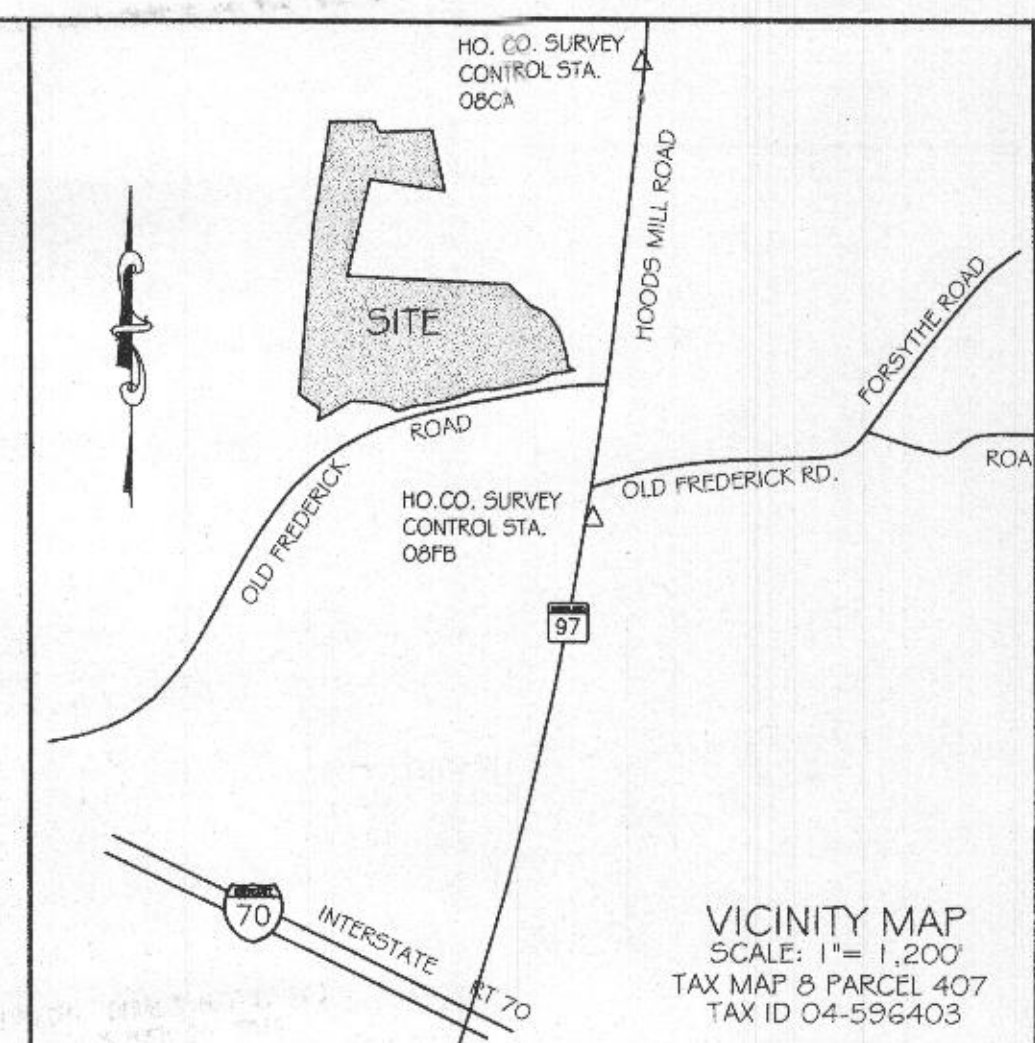 HO. CO. SURVEY
CONTROL STA.
08CA
HOODS MILL ROAD
SITE
FORSYTHE ROAD
ROAD
OLD FREDERICK
OLD FREDERICK RD.
ROA
HO.CO. SURVEY
CONTROL STA.
08FB
97
70
INTERSTATE
RT 70
VICINITY MAP
SCALE: 1"= 1,200'
TAX MAP 8 PARCEL 407
TAX ID 04-596403